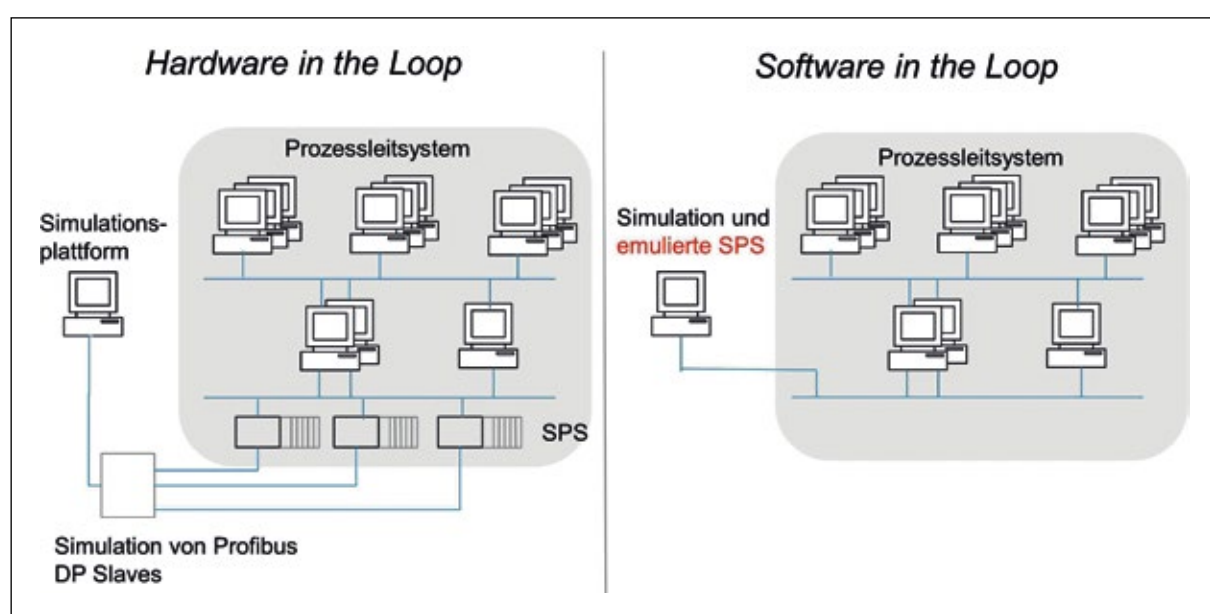 Hardware in the Loop
Prozessleitsystem
Simulations-
plattform
SPS
Simulation von Profibus
DP Slaves
Software in the Loop
Prozessleitsystem
Simulation und
emulierte SPS